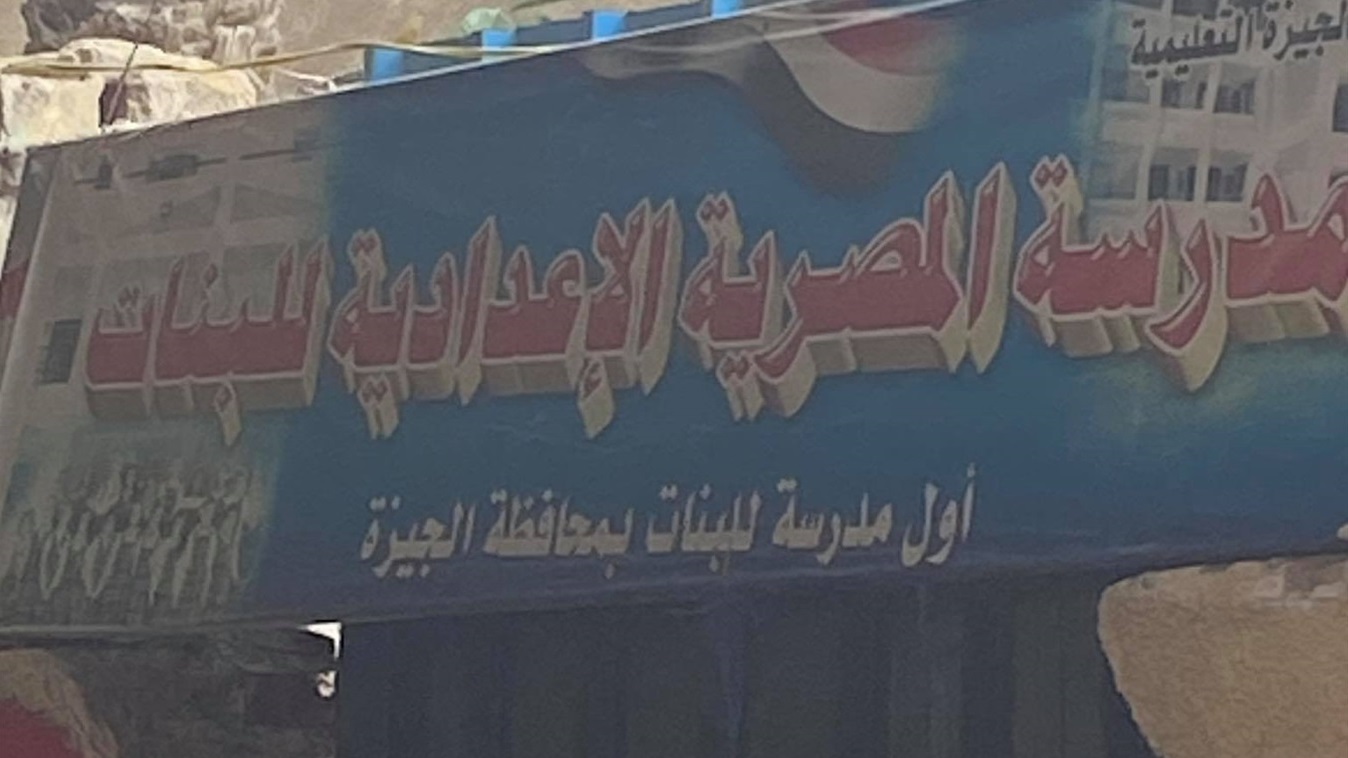 الجيزة التعليمية
مدرسة المصرية الإعدادية للبنات
أول مدرسة للبنات بمحافظة الجيزة